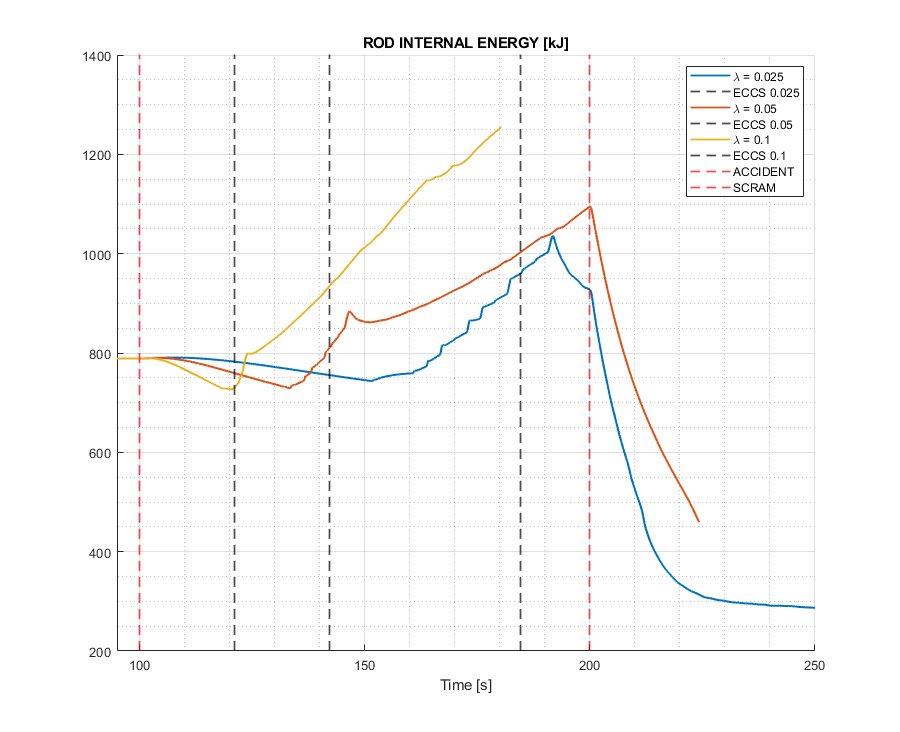 ROD INTERNAL ENERGY [kJ]
1400
1200
1000
800
600
400
200
λ = 0.025
ECCS 0.025
λ = 0.05
ECCS 0.05
λ = 0.1
ECCS 0.1
ACCIDENT
SCRAM
100
150
200
250
Time [s]